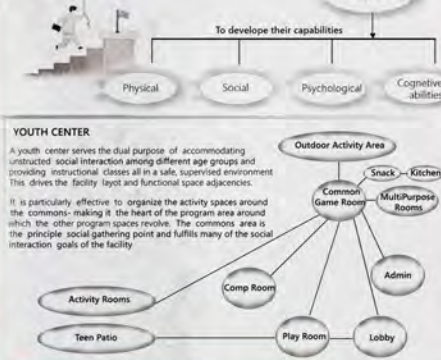 To develope their capabilities
Physical
Social
Psychological
Cognetive
abilities
YOUTH CENTER
A youth center serves the dual purpose of accommodating
unstructed social interaction among different age groups and
providing instructional classes all in a safe, supervised environment
This drives the facility layot and functional space adjacencies.
It is particularly effective to organize the activity spaces around
the commons- making it the heart of the program area around
which the other program spaces revolve. The commons area is
the principle social gathering point and fulfills many of the social
interaction goals of the facility
Outdoor Activity Area
Snack
Kitchen
Common
Game Room
MultiPurpose
Rooms
Admin
Comp Room
Activity Rooms
Teen Patio
Play Room
Lobby